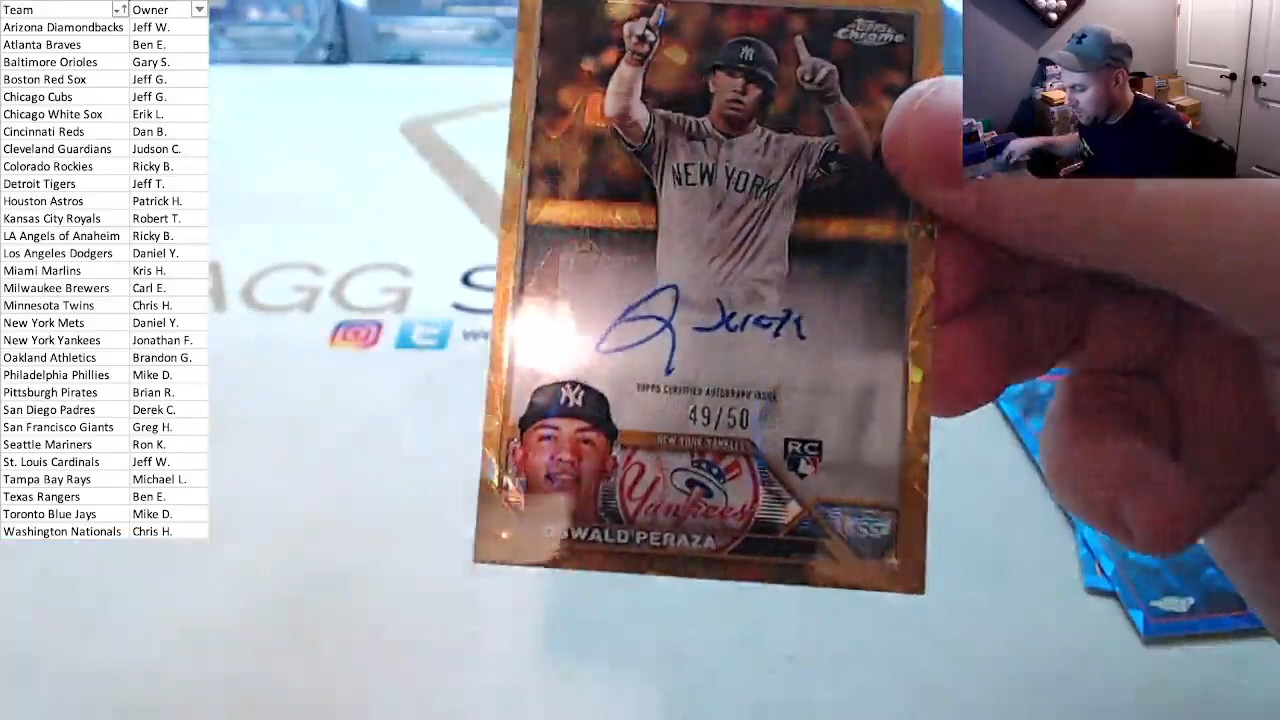 Team Owner
Arizona Diamondbacks Jeff W.
Atlanta Braves Ben E.
Baltimore Orioles Gary S.
Boston Red Sox Jeff G.
Chicago Cubs Jeff G.
Chicago White Sox Erik L.
Cincinnati Reds Dan B.
Cleveland Guardians Judson C.
Colorado Rockies Ricky B.
Detroit Tigers Jeff T.
Houston Astros Patrick H.
Kansas City Royals Robert T.
LA Angels of Anaheim Ricky B.
Los Angeles Dodgers Daniel Y.
Miami Marlins Kris H.
Milwaukee Brewers Carl E.
Minnesota Twins Chris H.
New York Mets Daniel Y.
New York Yankees Jonathan F.
Oakland Athletics Brandon G.
Philadelphia Phillies Mike D.
Pittsburgh Pirates Brian R.
San Diego Padres Derek C.
San Francisco Giants Greg H.
Seattle Mariners Ron K.
St. Louis Cardinals Jeff W.
Tampa Bay Rays Michael L.
Texas Rangers Ben E.
Toronto Blue Jays Mike D.
Washington Nationals Chris H.
AGG S
Topps
Chrome
NY
NEW YORK
TOPPS CERTIFIED AUTOGRAPH ISSUE
49/50
NEW YORK YANKEES
RC
NY
Yankees
SS
OSWALD PERAZA